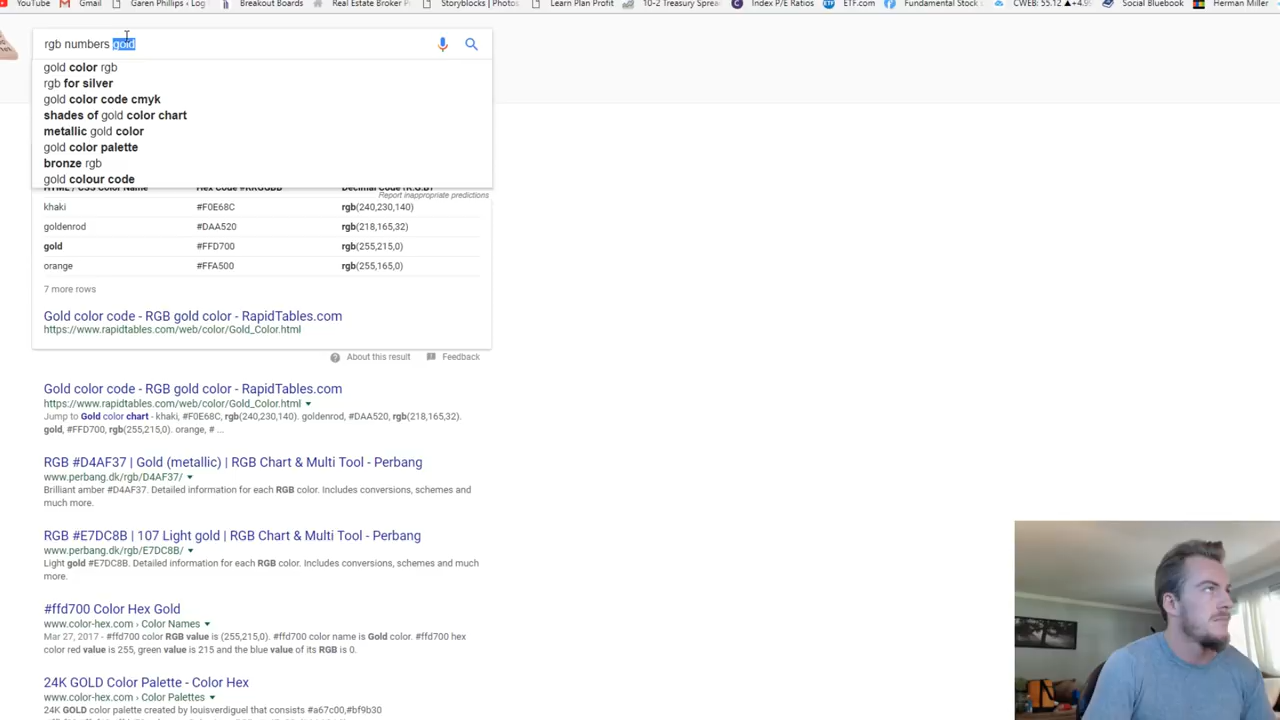 YouTube
Garen Phillips • Log
Breakout Boards
Real Estate Broker P
Storyblocks / Photos
Learn Plan Profit
10-2 Treasury Sprea
Index P/E Ratios
ETF.com
Fundamental Stock
CWEB: 55.12 ▲+4.9
Social Bluebook
Herman Miller
rgb numbers gold
gold color rgb
rgb for silver
gold color code cmyk
shades of gold color chart
metallic gold color
gold color palette
bronze rgb
gold colour code
HTML / CSS Color Name Hex Code #RRGGBB Decimal Code (R,G,B)
Report inappropriate predictions
khaki #F0E68C rgb(240,230,140)
goldenrod #DAA520 rgb(218,165,32)
gold #FFD700 rgb(255,215,0)
orange #FFA500 rgb(255,165,0)
7 more rows
Gold color code - RGB gold color - RapidTables.com
https://www.rapidtables.com/web/color/Gold_Color.html
About this result Feedback
Gold color code - RGB gold color - RapidTables.com
https://www.rapidtables.com/web/color/Gold_Color.html
Jump to Gold color chart - khaki, #F0E68C, rgb(240,230,140). goldenrod, #DAA520, rgb(218,165,32).
gold, #FFD700, rgb(255,215,0). orange, # ...
RGB #D4AF37 | Gold (metallic) | RGB Chart & Multi Tool - Perbang
www.perbang.dk/rgb/D4AF37/
Brilliant amber #D4AF37. Detailed information for each RGB color. Includes conversions, schemes and
much more.
RGB #E7DC8B | 107 Light gold | RGB Chart & Multi Tool - Perbang
www.perbang.dk/rgb/E7DC8B/
Light gold #E7DC8B. Detailed information for each RGB color. Includes conversions, schemes and much
more.
#ffd700 Color Hex Gold
www.color-hex.com › Color Names
Mar 27, 2017 - #ffd700 color RGB value is (255,215,0). #ffd700 color name is Gold color. #ffd700 hex
color red value is 255, green value is 215 and the blue value of its RGB is 0.
24K GOLD Color Palette - Color Hex
www.color-hex.com › Color Palettes
24K GOLD color palette created by louisverdiguel that consists #a67c00,#bf9b30